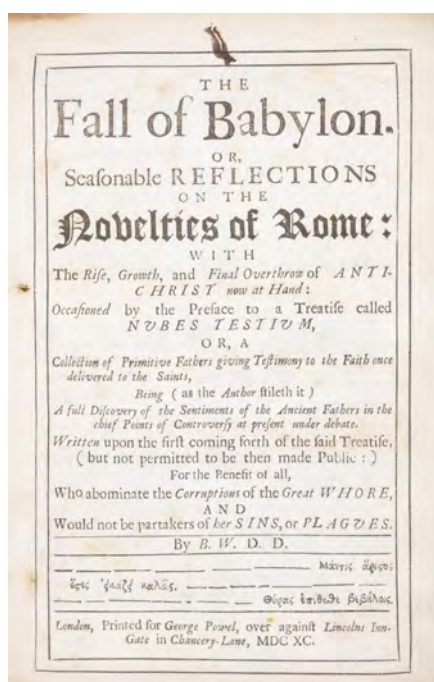 THE
Fall of Babylon.
OR,
Seaſonable REFLECTIONS
ON THE
Novelties of Rome:
WITH
The Riſe, Growth, and Final Overthrow of ANTI-
CHRIST now at Hand:
Occaſioned by the Preface to a Treatiſe called
NVBES TESTIVM,
OR, A
Collection of Primitive Fathers giving Teſtimony to the Faith once
delivered to the Saints,
Being ( as the Author ſtileth it )
A full Diſcovery of the Sentiments of the Ancient Fathers in the
chief Points of Controverſy at preſent under debate.
Written upon the firſt coming forth of the ſaid Treatiſe,
( but not permitted to be then made Public : )
For the Benefit of all,
Who abominate the Corruptions of the Great WHORE,
AND
Would not be partakers of her SINS, or PLAGVES.
By B. W. D. D.
Μάντις ἄριςος
ὅςις
Θύρας ἐπίθεϑε βέβηλοις.
London, Printed for George Powel, over againſt Lincolns Inn-
Gate in Chancery-Lane, MDC XC.